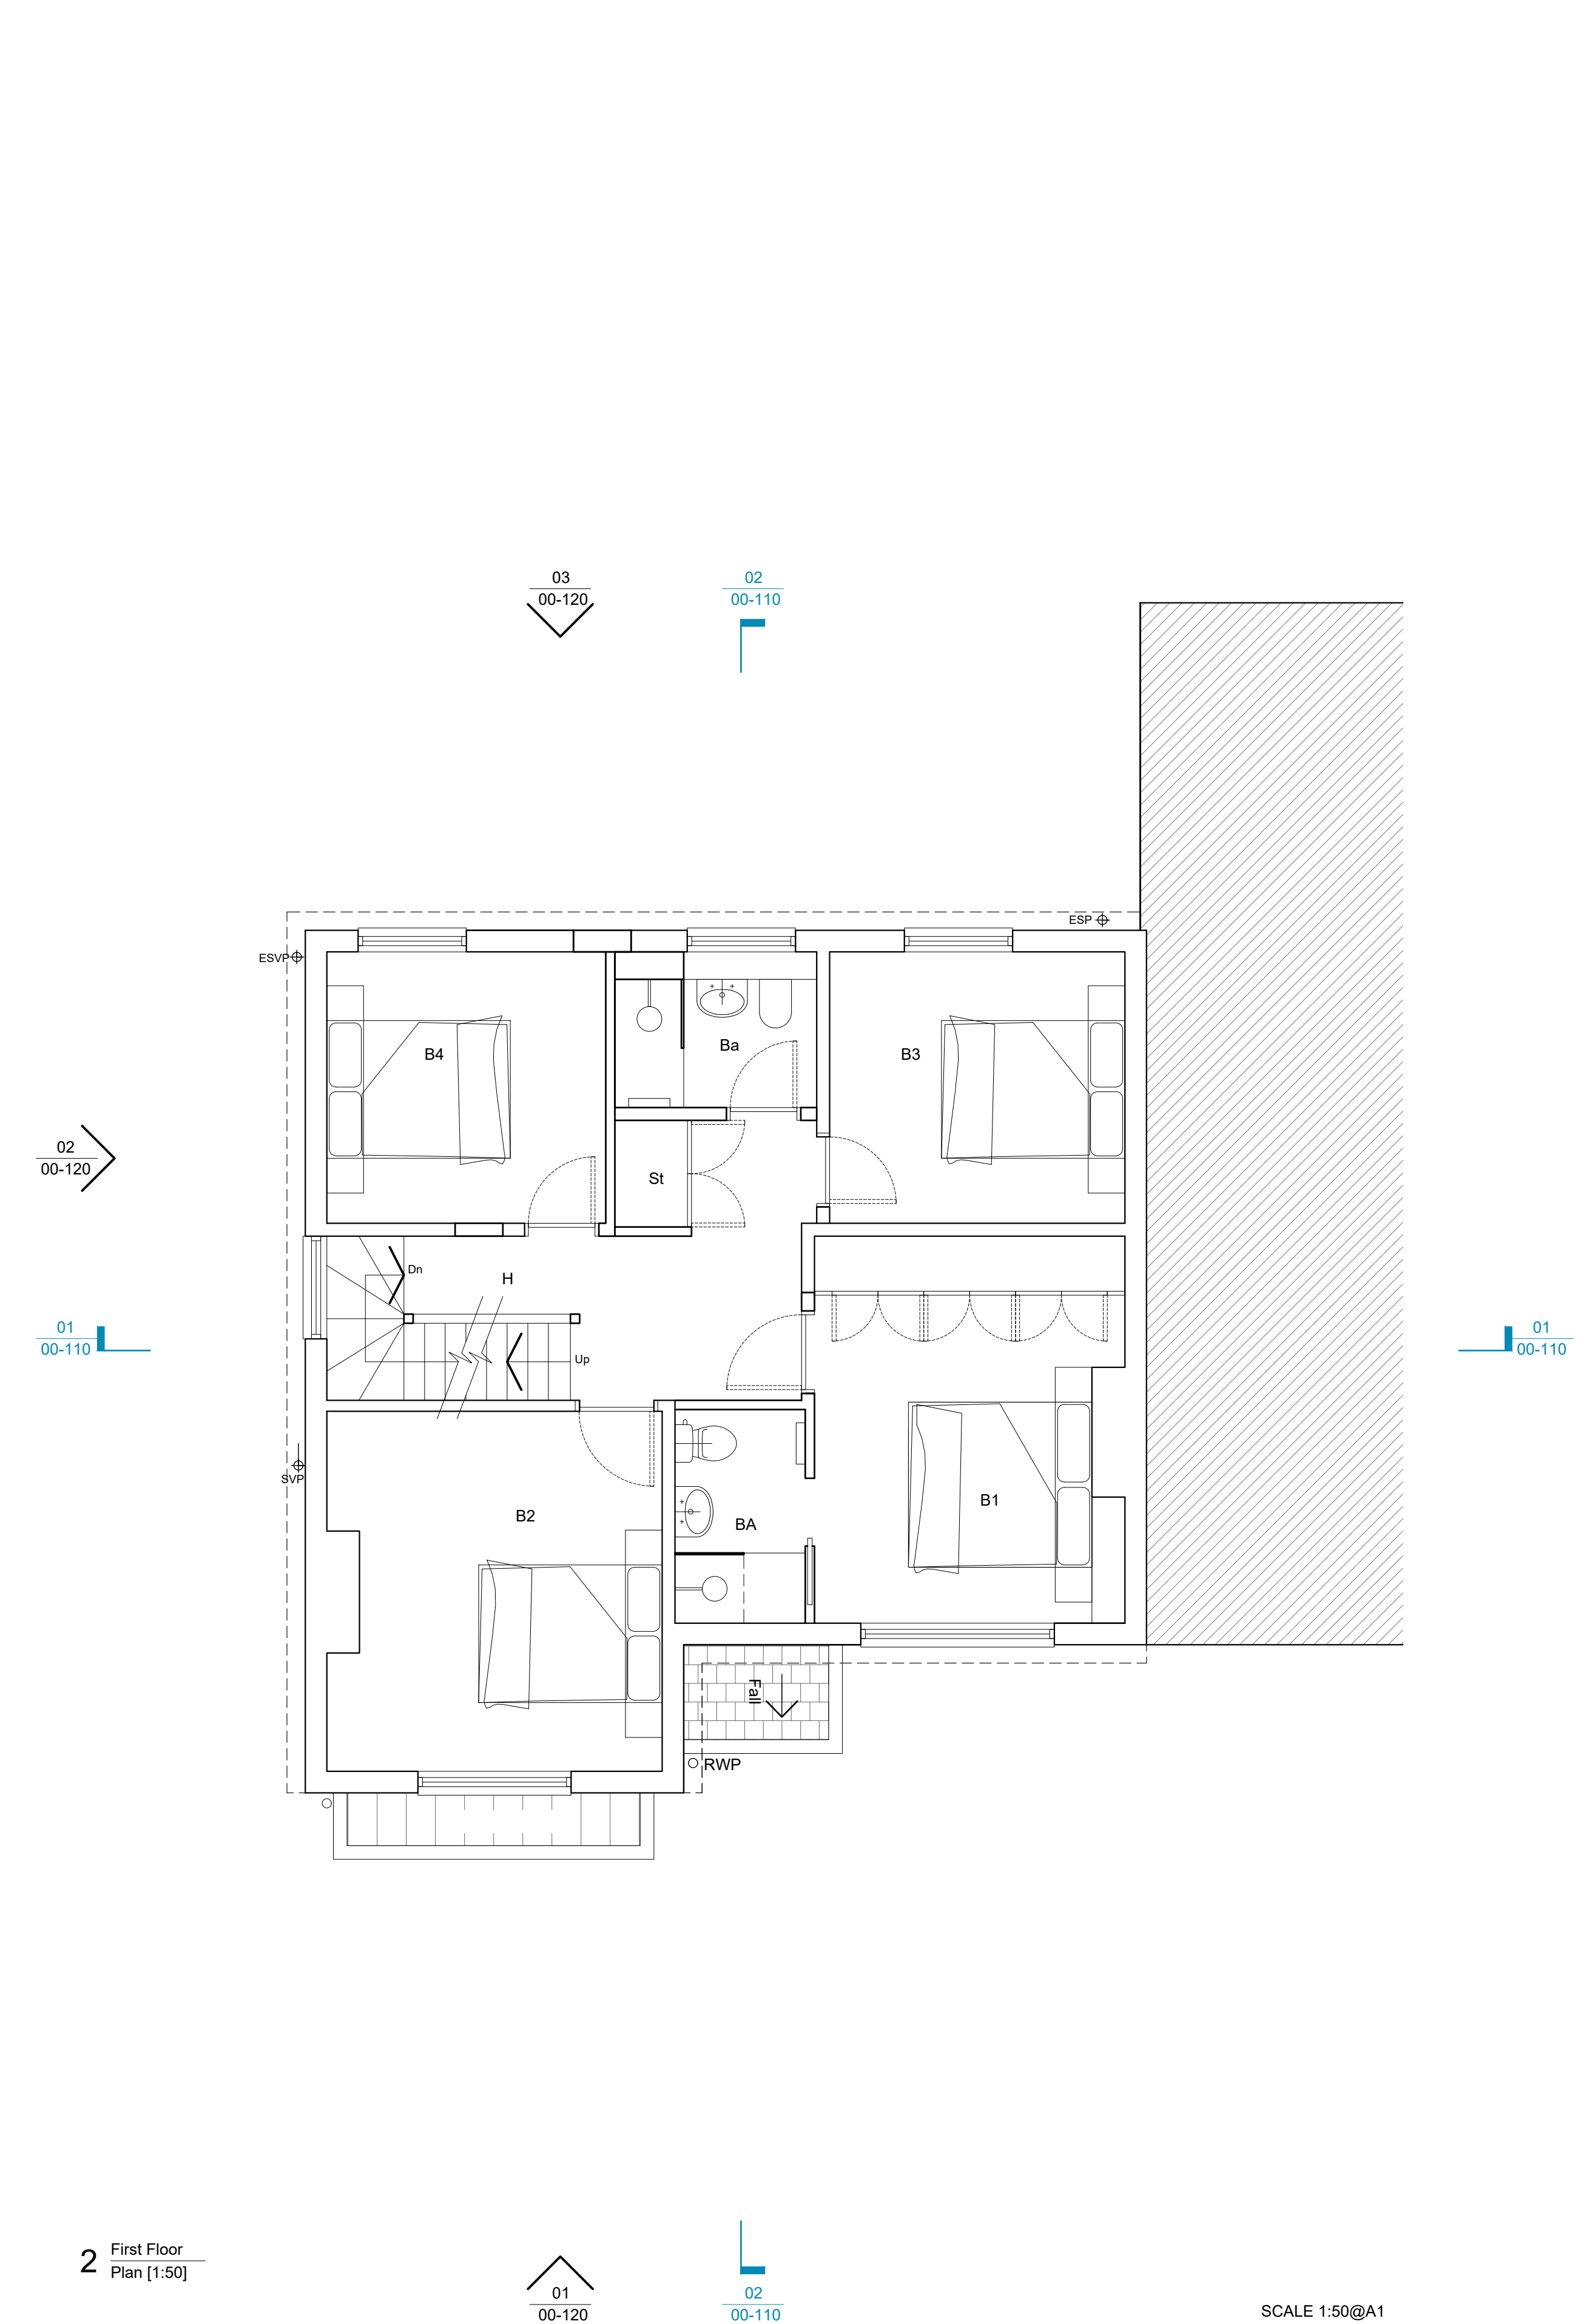 03
00-120
02
00-110
ESP
ESVP
B4
Ba
B3
02
00-120
St
Dn
H
01
00-110
Up
01
00-110
SVP
B2
BA
B1
Fall
RWP
2
First Floor
Plan [1:50]
01
00-120
02
00-110
SCALE 1:50@A1